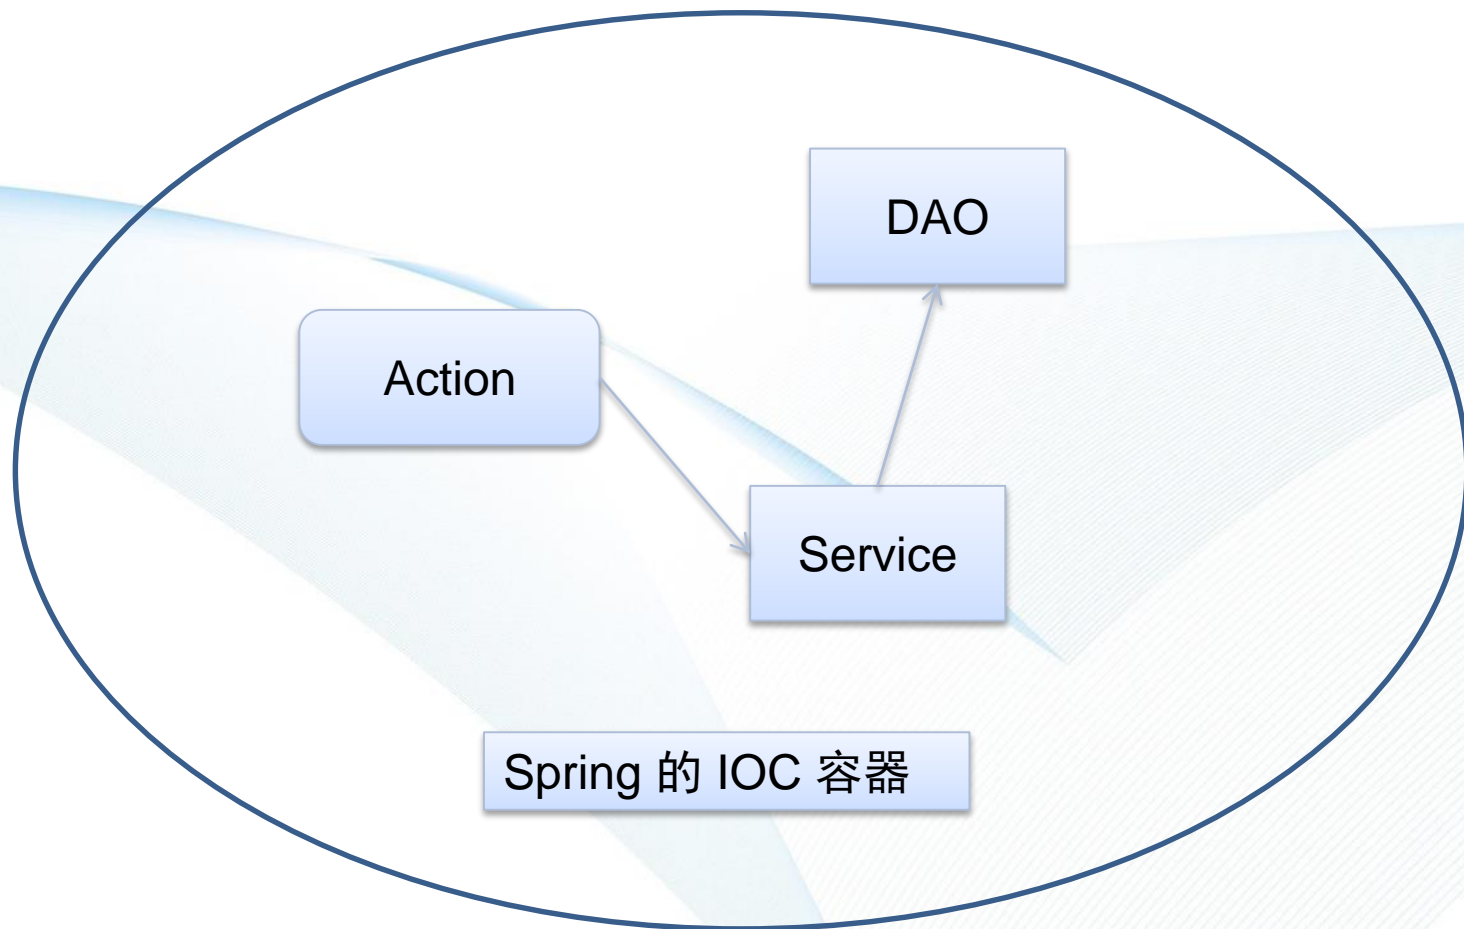 DAO
Action
Service
Spring 的 IOC 容器